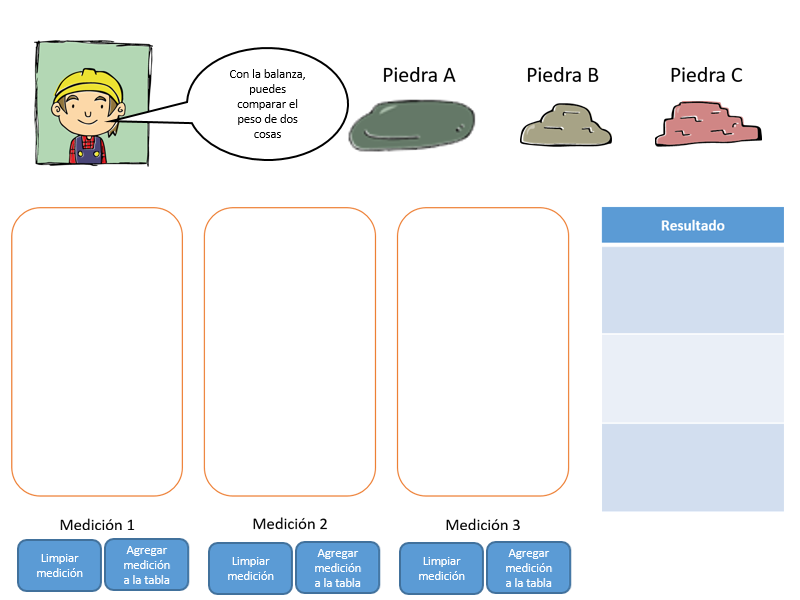 Con la balanza,
puedes
comparar el
peso de dos
cosas
Piedra A
Piedra B
Piedra C
Resultado
Medición 1
Medición 2
Medición 3
Limpiar
medición
Agregar
medición
a la tabla
Limpiar
medición
Agregar
medición
a la tabla
Limpiar
medición
Agregar
medición
a la tabla